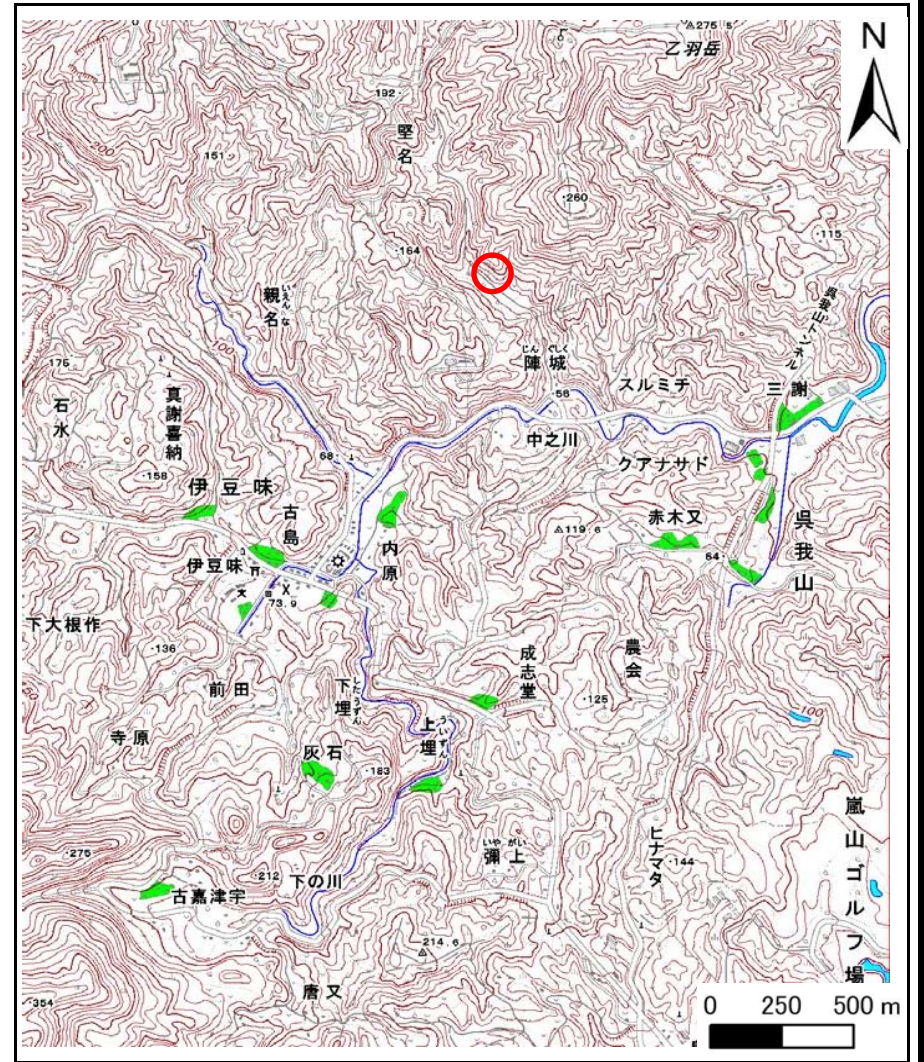 275.5
乙羽岳
N
192
堅名
200
151
260
164
115
親名
いえんな
呉我山トンネル
陣城
じんぐしく
スルミチ
三謝
56
100
175
石水
真謝喜納
中之川
クアナサド
68
158
伊豆味
古島
赤木又
119.6
内原
呉我山
伊豆味
64
73.9
下大根作
136
成志堂
農会
前田
下埋
したうずん
125
100
寺原
上埋
ういずん
灰石
183
嵐山ゴルフ場
ヒナマタ
彌上
いやがい
144
275
212
下の川
古嘉津宇
214.6
354
唐又
0 250 500 m